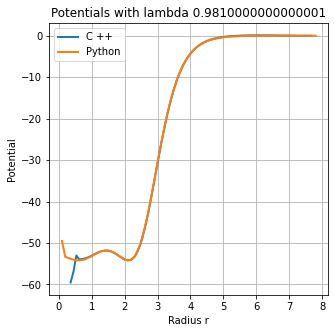 Potentials with lambda 0.9810000000000001
C ++
Python
0
−10
−20
−30
−40
−50
−60
Potential
0 1 2 3 4 5 6 7 8
Radius r